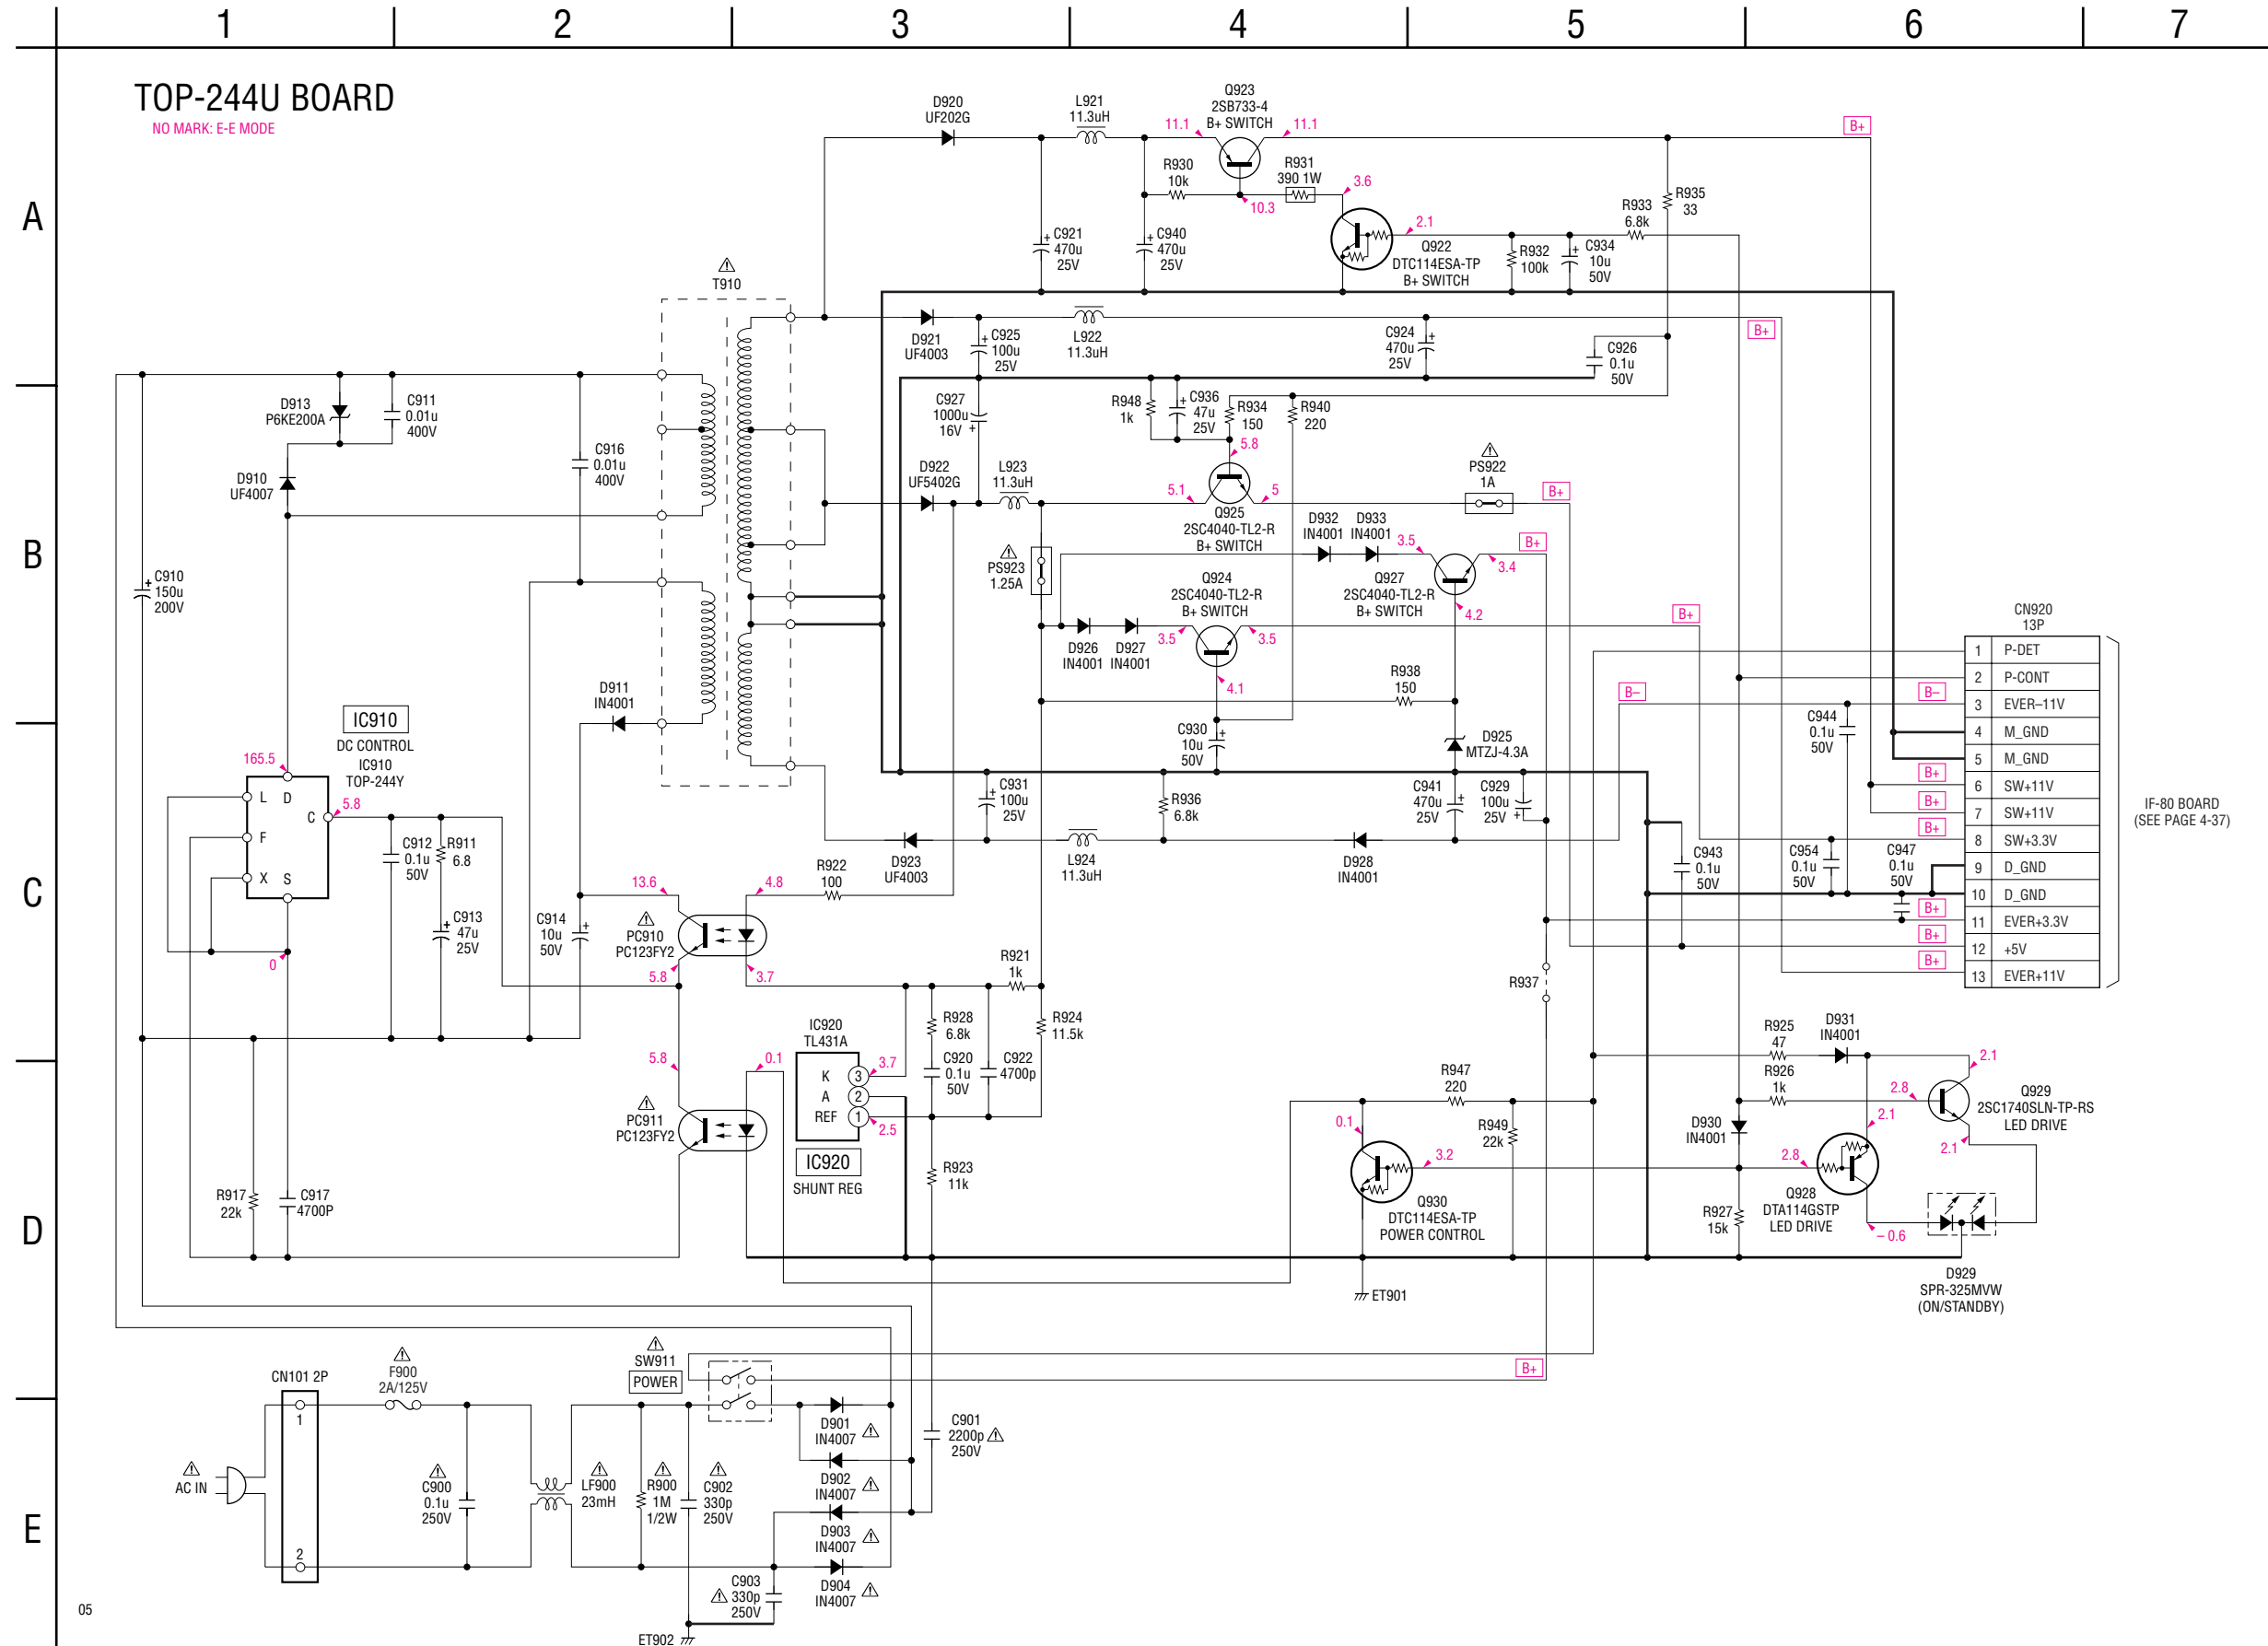 1 2 3 4 5 6 7
TOP-244U BOARD
NO MARK: E-E MODE
A
B
C
D
E
D920
UF202G
L921
11.3uH
Q923
2SB733-4
B+ SWITCH
11.1
11.1
B+
R930
10k
R931
390 1W
3.6
10.3
C921
470u
25V
C940
470u
25V
2.1
Q922
DTC114ESA-TP
B+ SWITCH
R932
100k
C934
10u
50V
R933
6.8k
R935
33
T910
D921
UF4003
C925
100u
25V
L922
11.3uH
C924
470u
25V
C926
0.1u
50V
B+
D913
P6KE200A
C911
0.01u
400V
D910
UF4007
C916
0.01u
400V
C927
1000u
16V
R948
1k
C936
47u
25V
R934
150
R940
220
5.8
D922
UF5402G
L923
11.3uH
5.1
5
Q925
2SC4040-TL2-R
B+ SWITCH
PS922
1A
B+
D932
IN4001
D933
IN4001
3.5
B+
3.4
PS923
1.25A
Q924
2SC4040-TL2-R
B+ SWITCH
Q927
2SC4040-TL2-R
B+ SWITCH
4.2
B+
C910
150u
200V
D926
IN4001
D927
IN4001
3.5
3.5
4.1
R938
150
D911
IN4001
B–
B–
C930
10u
50V
D925
MTZJ-4.3A
C944
0.1u
50V
CN920
13P
1 P-DET
2 P-CONT
3 EVER–11V
4 M_GND
5 M_GND
6 SW+11V
7 SW+11V
8 SW+3.3V
9 D_GND
10 D_GND
11 EVER+3.3V
12 +5V
13 EVER+11V
B+
B+
B+
B+
B+
B+
IF-80 BOARD
(SEE PAGE 4-37)
IC910
DC CONTROL
IC910
TOP-244Y
165.5
L D
C
F
X S
5.8
0
C912
0.1u
50V
R911
6.8
C913
47u
25V
C914
10u
50V
13.6
4.8
PC910
PC123FY2
5.8
3.7
R922
100
D923
UF4003
C931
100u
25V
L924
11.3uH
R936
6.8k
D928
IN4001
C941
470u
25V
C929
100u
25V
C943
0.1u
50V
C954
0.1u
50V
C947
0.1u
50V
R921
1k
R937
R928
6.8k
R924
11.5k
C920
0.1u
50V
C922
4700p
IC920
TL431A
K 3
A 2
REF 1
3.7
2.5
IC920
SHUNT REG
5.8
0.1
PC911
PC123FY2
R923
11k
R917
22k
C917
4700P
R947
220
R949
22k
0.1
3.2
Q930
DTC114ESA-TP
POWER CONTROL
ET901
R925
47
D931
IN4001
R926
1k
2.1
2.8
Q929
2SC1740SLN-TP-RS
LED DRIVE
2.1
2.1
D930
IN4001
2.8
R927
15k
Q928
DTA114GSTP
LED DRIVE
– 0.6
D929
SPR-325MVW
(ON/STANDBY)
CN101 2P
1
2
F900
2A/125V
SW911
POWER
B+
AC IN
C900
0.1u
250V
LF900
23mH
R900
1M
1/2W
C902
330p
250V
D901
IN4007
D902
IN4007
D903
IN4007
D904
IN4007
C901
2200p
250V
C903
330p
250V
ET902
05